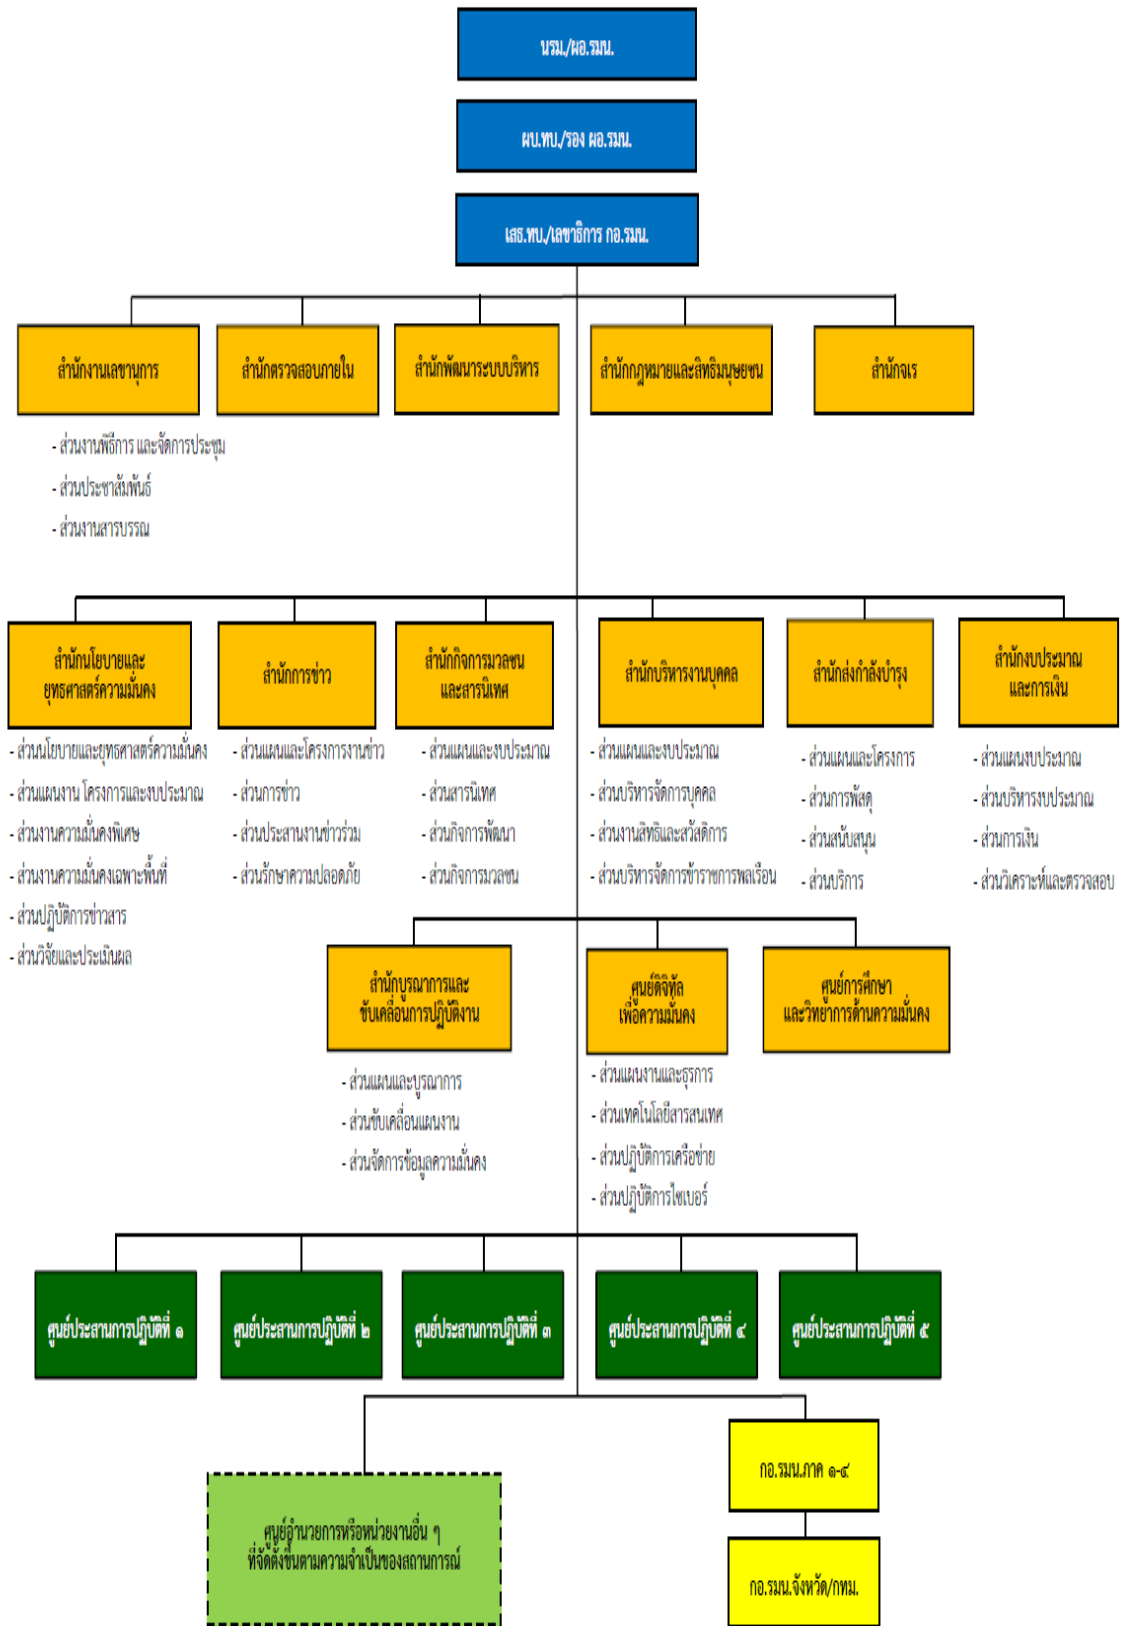 นรม./ผอ.รมน.
ผบ.ทบ./รอง ผอ.รมน.
เสธ.ทบ./เลขาธิการ กอ.รมน.
สำนักงานเลขานุการ
สำนักตรวจสอบภายใน
สำนักพัฒนาระบบบริหาร
สำนักกฎหมายและสิทธิมนุษยชน
สำนักจเร
- ส่วนงานพิธีการ และจัดการประชุม
- ส่วนประชาสัมพันธ์
- ส่วนงานสารบรรณ
สำนักนโยบายและ
ยุทธศาสตร์ความมั่นคง
สำนักการข่าว
สำนักกิจการมวลชน
และสารนิเทศ
สำนักบริหารงานบุคคล
สำนักส่งกำลังบำรุง
สำนักงบประมาณ
และการเงิน
- ส่วนนโยบายและยุทธศาสตร์ความมั่นคง
- ส่วนแผนงาน โครงการและงบประมาณ
- ส่วนงานความมั่นคงพิเศษ
- ส่วนงานความมั่นคงเฉพาะพื้นที่
- ส่วนปฏิบัติการข่าวสาร
- ส่วนวิจัยและประเมินผล
- ส่วนแผนและโครงการงานข่าว
- ส่วนการข่าว
- ส่วนประสานงานข่าวร่วม
- ส่วนรักษาความปลอดภัย
- ส่วนแผนและงบประมาณ
- ส่วนสารนิเทศ
- ส่วนกิจการพัฒนา
- ส่วนกิจการมวลชน
- ส่วนแผนและงบประมาณ
- ส่วนบริหารจัดการบุคคล
- ส่วนงานสิทธิและสวัสดิการ
- ส่วนบริหารจัดการข้าราชการพลเรือน
- ส่วนแผนและโครงการ
- ส่วนการพัสดุ
- ส่วนสนับสนุน
- ส่วนบริการ
- ส่วนแผนงบประมาณ
- ส่วนบริหารงบประมาณ
- ส่วนการเงิน
- ส่วนวิเคราะห์และตรวจสอบ
สำนักบูรณาการและ
ขับเคลื่อนการปฏิบัติงาน
ศูนย์ดิจิทัล
เพื่อความมั่นคง
ศูนย์การศึกษา
และวิทยาการด้านความมั่นคง
- ส่วนแผนและบูรณาการ
- ส่วนขับเคลื่อนแผนงาน
- ส่วนจัดการข้อมูลความมั่นคง
- ส่วนแผนงานและธุรการ
- ส่วนเทคโนโลยีสารสนเทศ
- ส่วนปฏิบัติการเครือข่าย
- ส่วนปฏิบัติการไซเบอร์
ศูนย์ประสานการปฏิบัติที่ ๑
ศูนย์ประสานการปฏิบัติที่ ๒
ศูนย์ประสานการปฏิบัติที่ ๓
ศูนย์ประสานการปฏิบัติที่ ๔
ศูนย์ประสานการปฏิบัติที่ ๕
กอ.รมน.ภาค ๑-๔
ศูนย์อำนวยการหรือหน่วยงานอื่น ๆ
ที่จัดตั้งขึ้นตามความจำเป็นของสถานการณ์
กอ.รมน.จังหวัด/กทม.